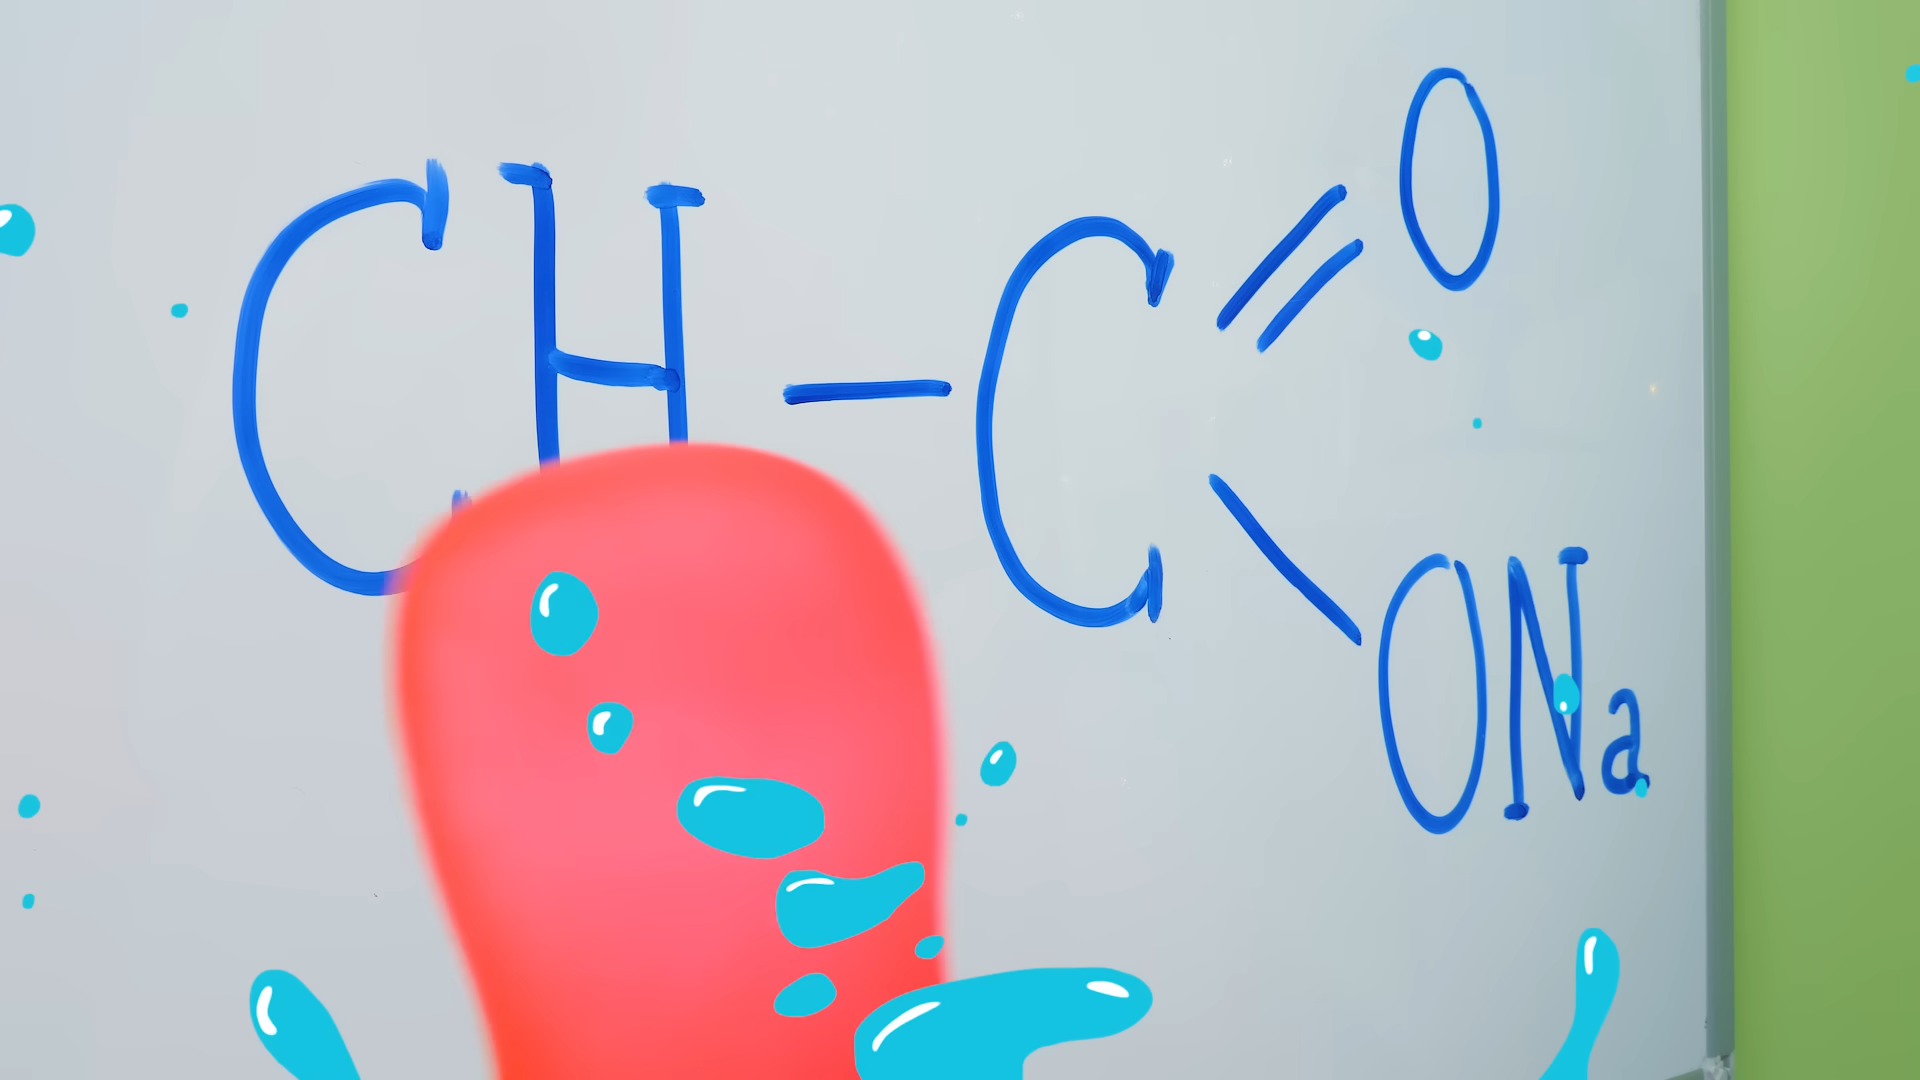 CH – C
=O
ONa